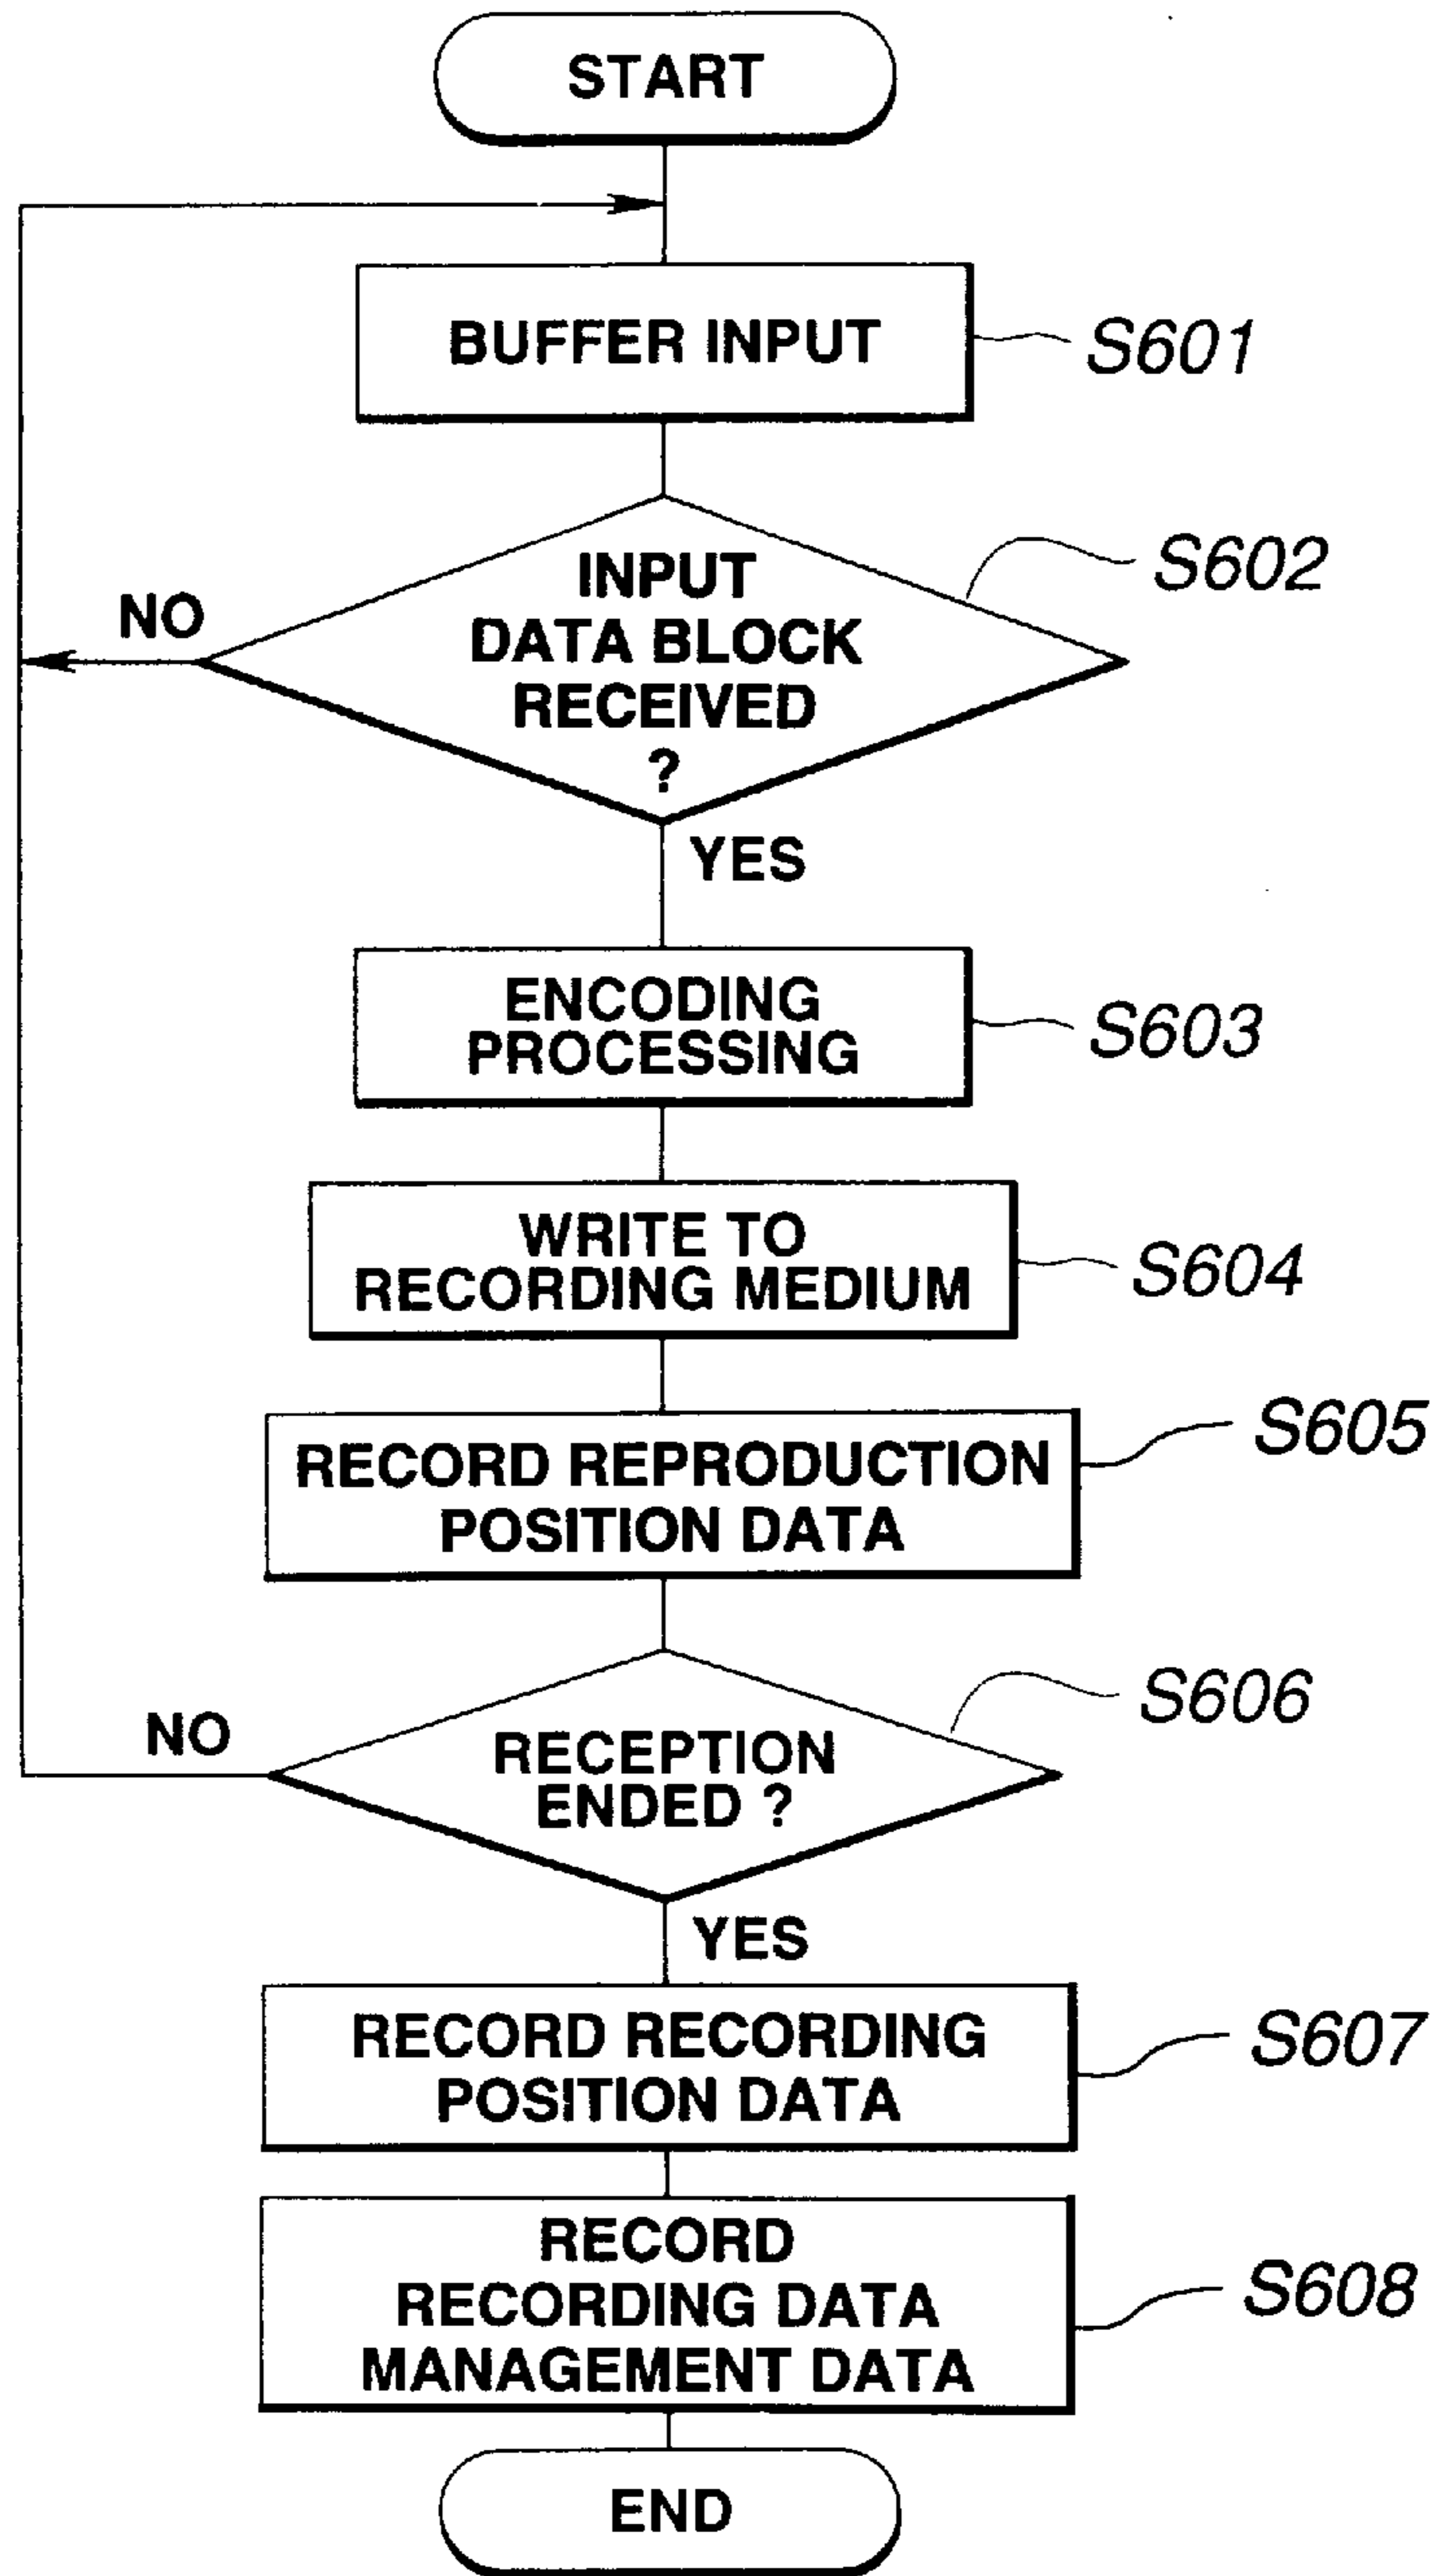 START
BUFFER INPUT
S601
INPUT
DATA BLOCK
RECEIVED
?
S602
NO
YES
ENCODING
PROCESSING
S603
WRITE TO
RECORDING MEDIUM
S604
RECORD REPRODUCTION
POSITION DATA
S605
RECEPTION
ENDED ?
S606
NO
YES
RECORD RECORDING
POSITION DATA
S607
RECORD
RECORDING DATA
MANAGEMENT DATA
S608
END